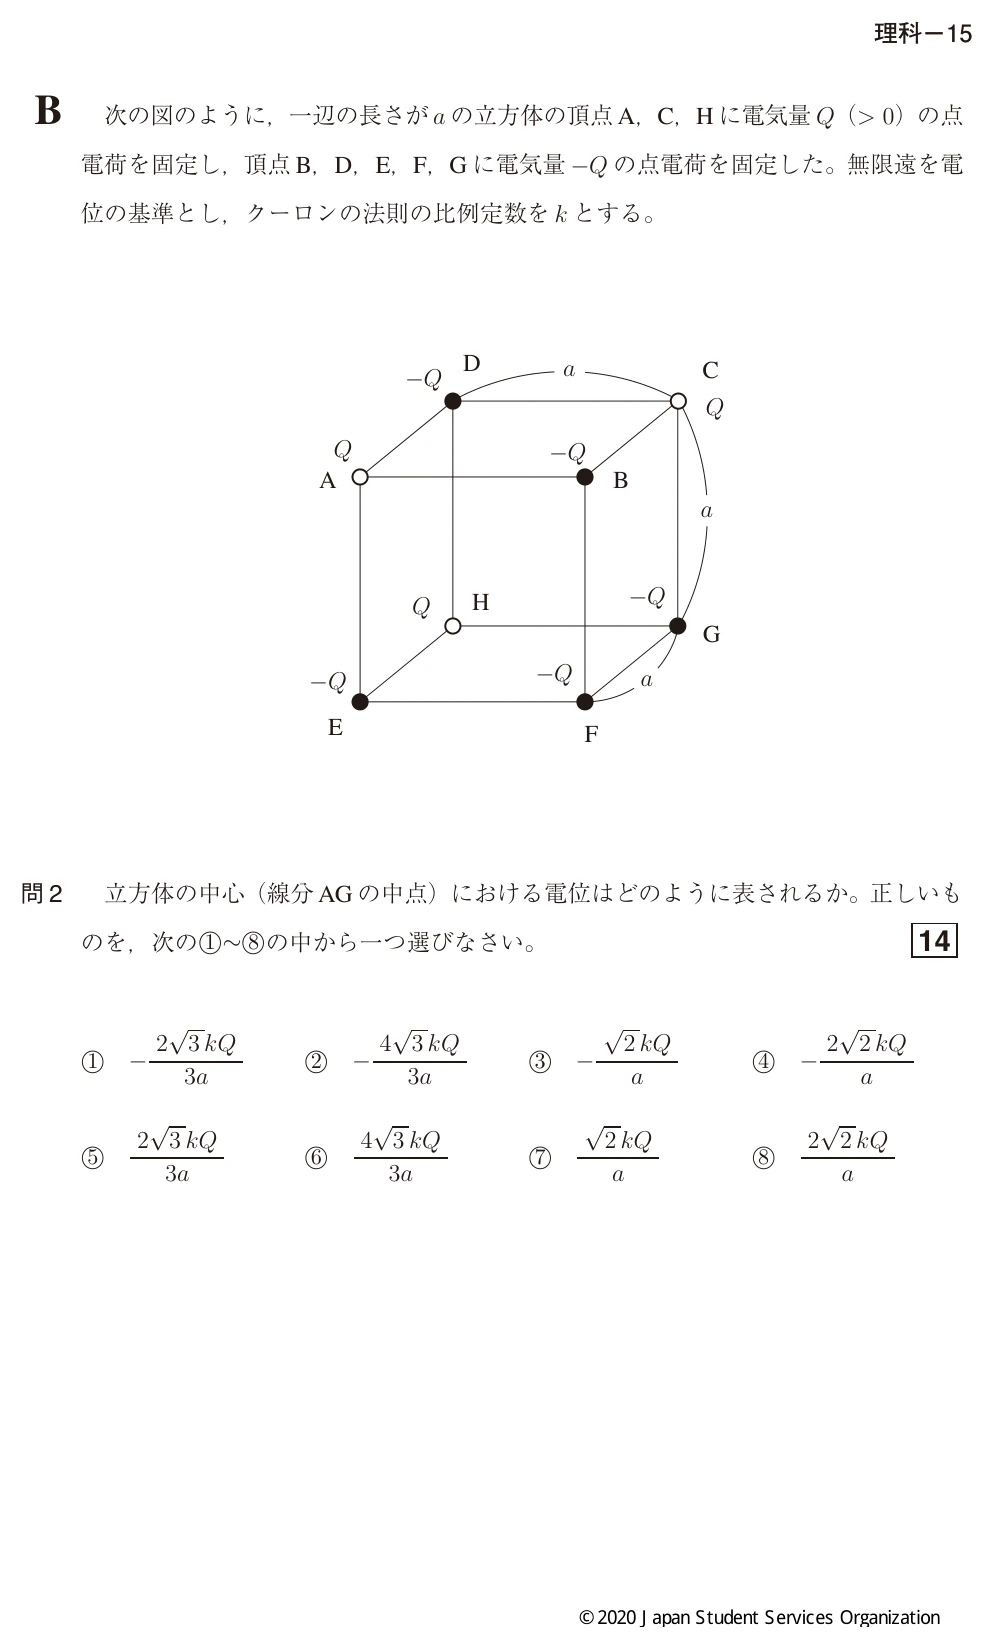 理科－15
B 次の図のように，一辺の長さが a の立方体の頂点 A，C，H に電気量 Q（> 0）の点
電荷を固定し，頂点 B，D，E，F，G に電気量 −Q の点電荷を固定した。無限遠を電
位の基準とし，クーロンの法則の比例定数を k とする。
D
a
C
−Q
Q
Q
−Q
A
B
a
Q
H
−Q
G
−Q
−Q
a
E
F
問2 立方体の中心（線分 AG の中点）における電位はどのように表されるか。正しいも
のを，次の①~⑧の中から一つ選びなさい。 14
① −2√3kQ/3a ② −4√3kQ/3a ③ −√2kQ/a ④ −2√2kQ/a
⑤ 2√3kQ/3a ⑥ 4√3kQ/3a ⑦ √2kQ/a ⑧ 2√2kQ/a
© 2020 Japan Student Services Organization